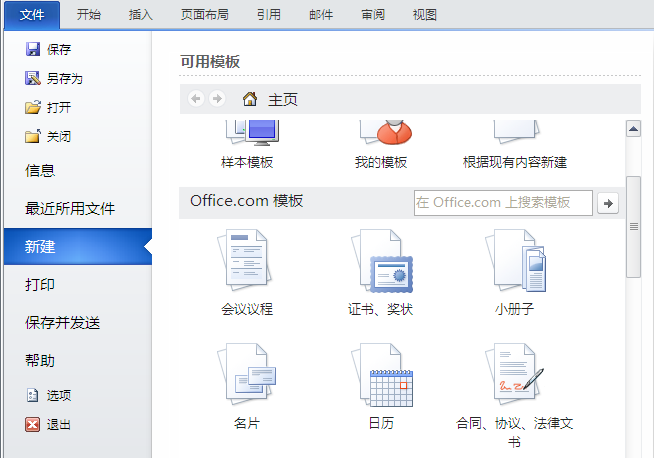 文件 开始 插入 页面布局 引用 邮件 审阅 视图
保存
另存为
打开
关闭
信息
最近所用文件
新建
打印
保存并发送
帮助
选项
退出
可用模板
主页
样本模板 我的模板 根据现有内容新建
Office.com 模板 在 Office.com 上搜索模板
会议议程 证书、奖状 小册子
名片 日历 合同、协议、法律文
书